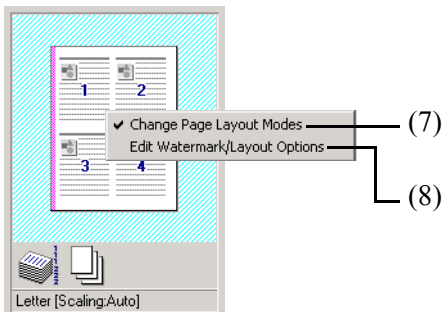 1 2
✓ Change Page Layout Modes (7)
Edit Watermark/Layout Options (8)
3 4
Letter [Scaling:Auto]